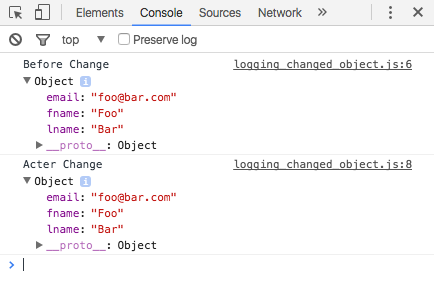 Elements Console Sources Network »
top ▼ Preserve log
Before Change logging_changed_object.js:6
▼Object i
email: "foo@bar.com"
fname: "Foo"
lname: "Bar"
▶__proto__: Object
Acter Change logging_changed_object.js:8
▼Object i
email: "foo@bar.com"
fname: "Foo"
lname: "Bar"
▶__proto__: Object
>